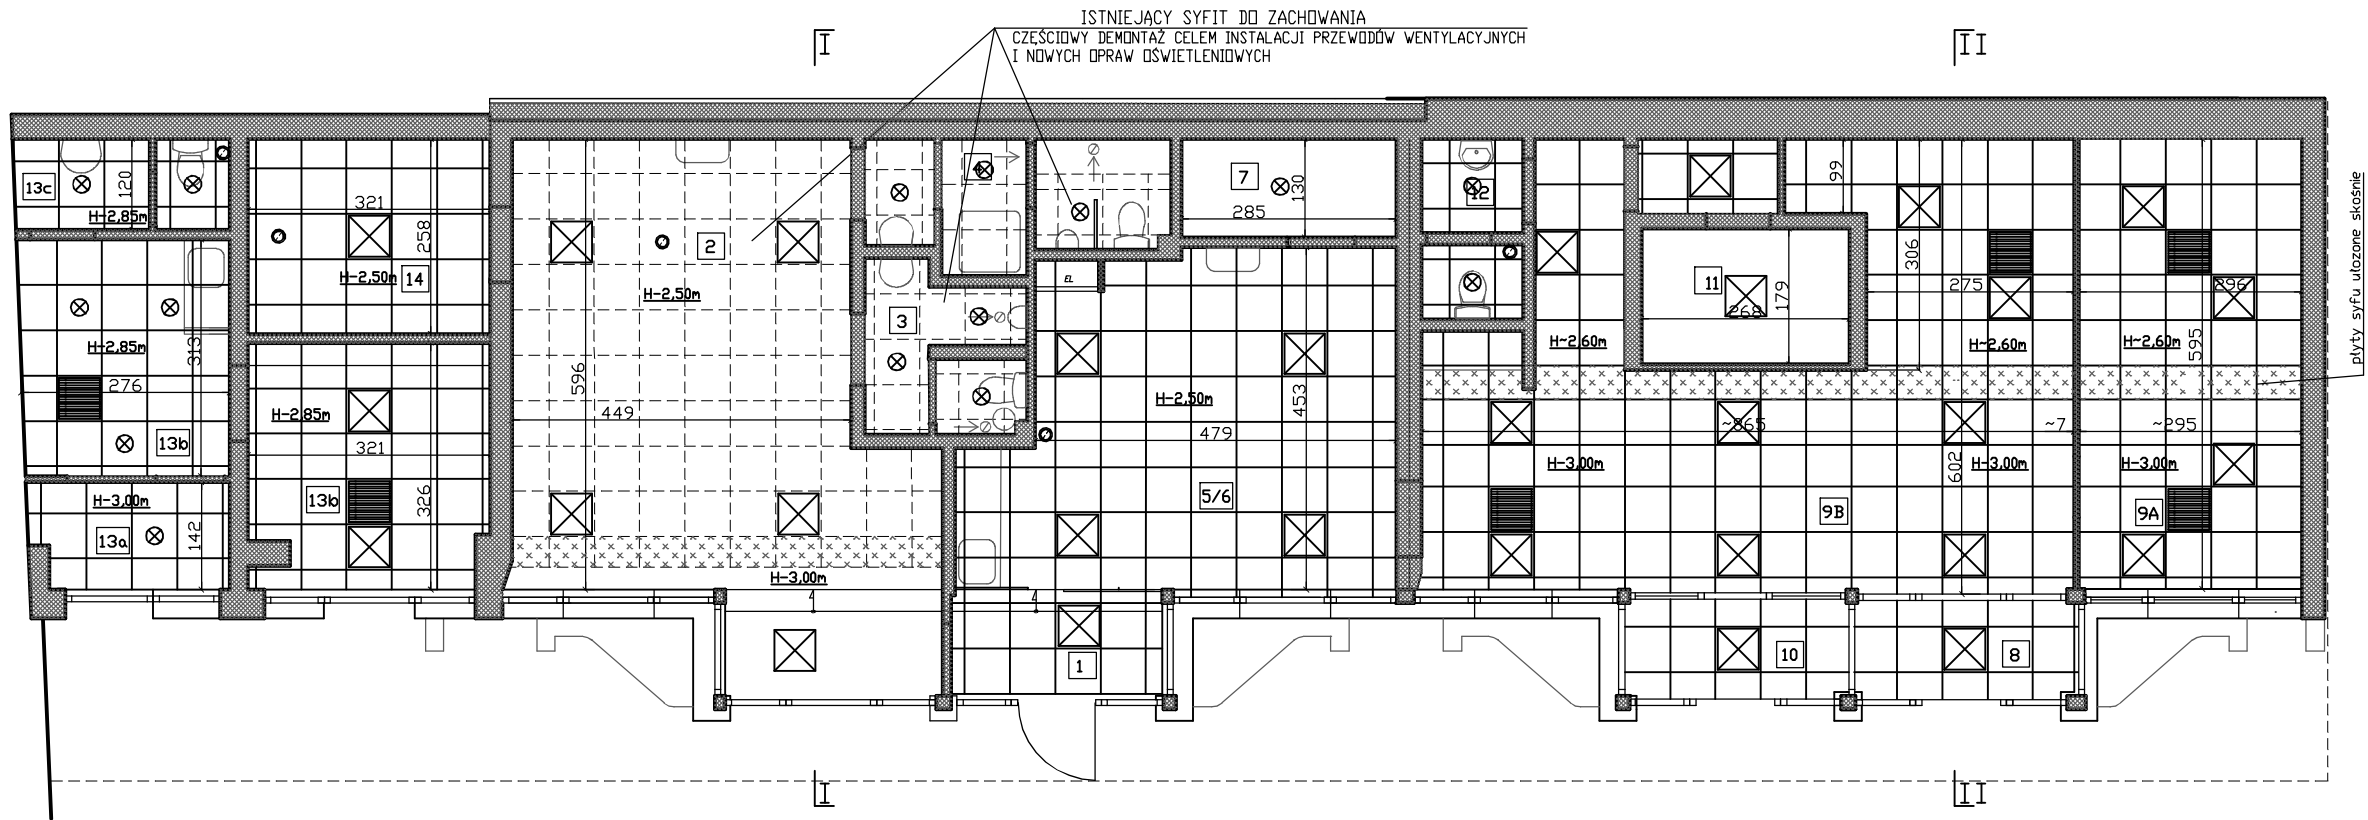 ISTNIEJĄCY SYFIT DO ZACHOWANIA
CZĘŚCIOWY DEMONTAŻ CELEM INSTALACJI PRZEWODÓW WENTYLACYJNYCH
I NOWYCH OPRAW OŚWIETLENIOWYCH
I
II
13c
120
H-2,85m
321
258
H-2,50m
14
2
H-2,50m
4
7
285
130
12
99
306
11
179
268
275
296
H~2,60m
H~2,60m
H~2,60m
595
płyty syfu ułożone skośnie
H-2,85m
313
276
13b
H-2,85m
321
13b
326
596
449
3
EL
H-2,50m
453
479
5/6
~865
~7
~295
602
H-3,00m
H-3,00m
H-3,00m
9B
9A
H-3,00m
13a
142
H-3,00m
4
4
1
10
8
I
II